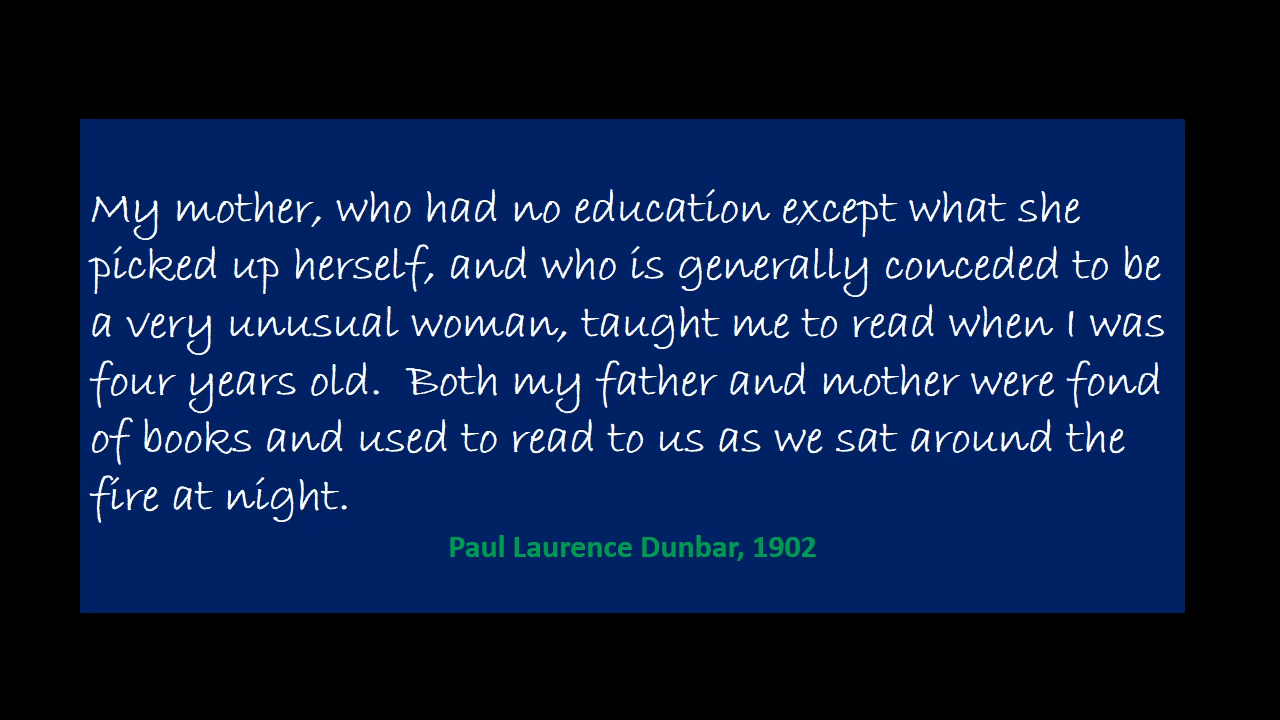 My mother, who had no education except what she
picked up herself, and who is generally conceded to be
a very unusual woman, taught me to read when I was
four years old.  Both my father and mother were fond
of books and used to read to us as we sat around the
fire at night.
Paul Laurence Dunbar, 1902